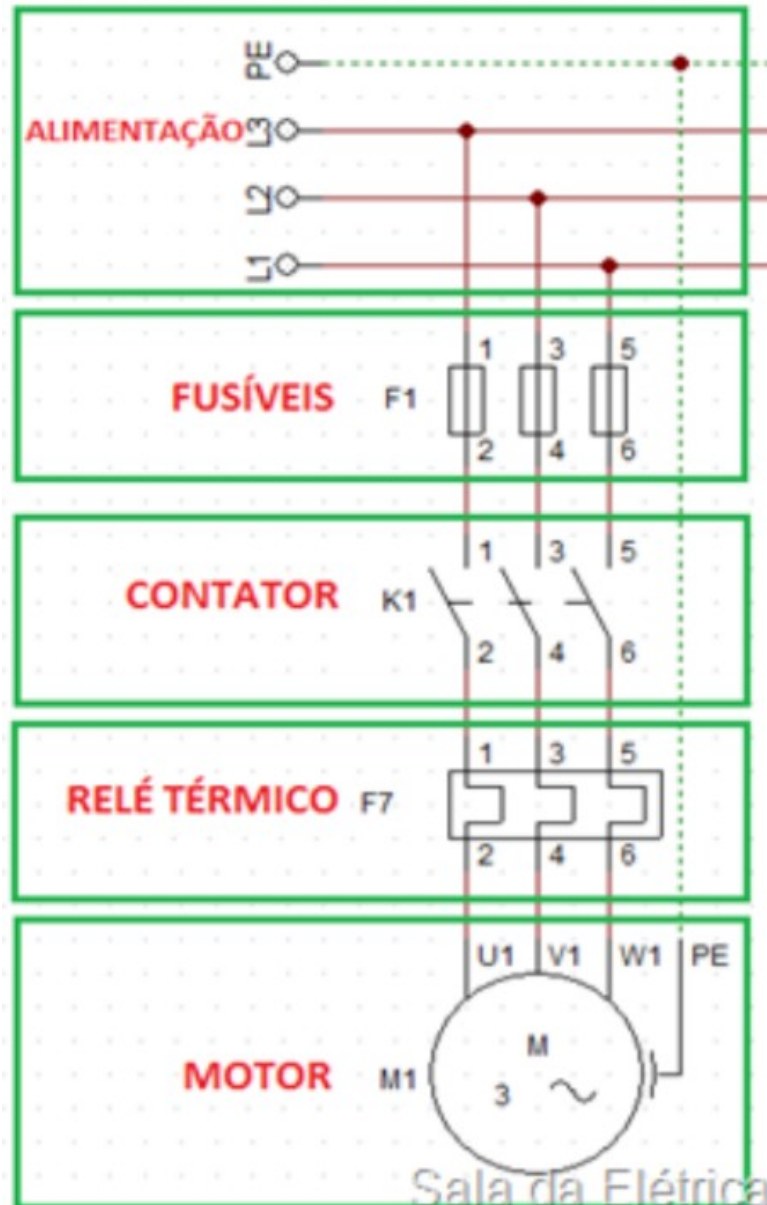 PE
ALIMENTAÇÃO L3
L2
L1
1 3 5
FUSÍVEIS F1
2 4 6
1 3 5
CONTATOR K1
2 4 6
1 3 5
RELÉ TÉRMICO F7
2 4 6
U1 V1 W1 PE
M
MOTOR M1
3 ~
Sala da Elétrica